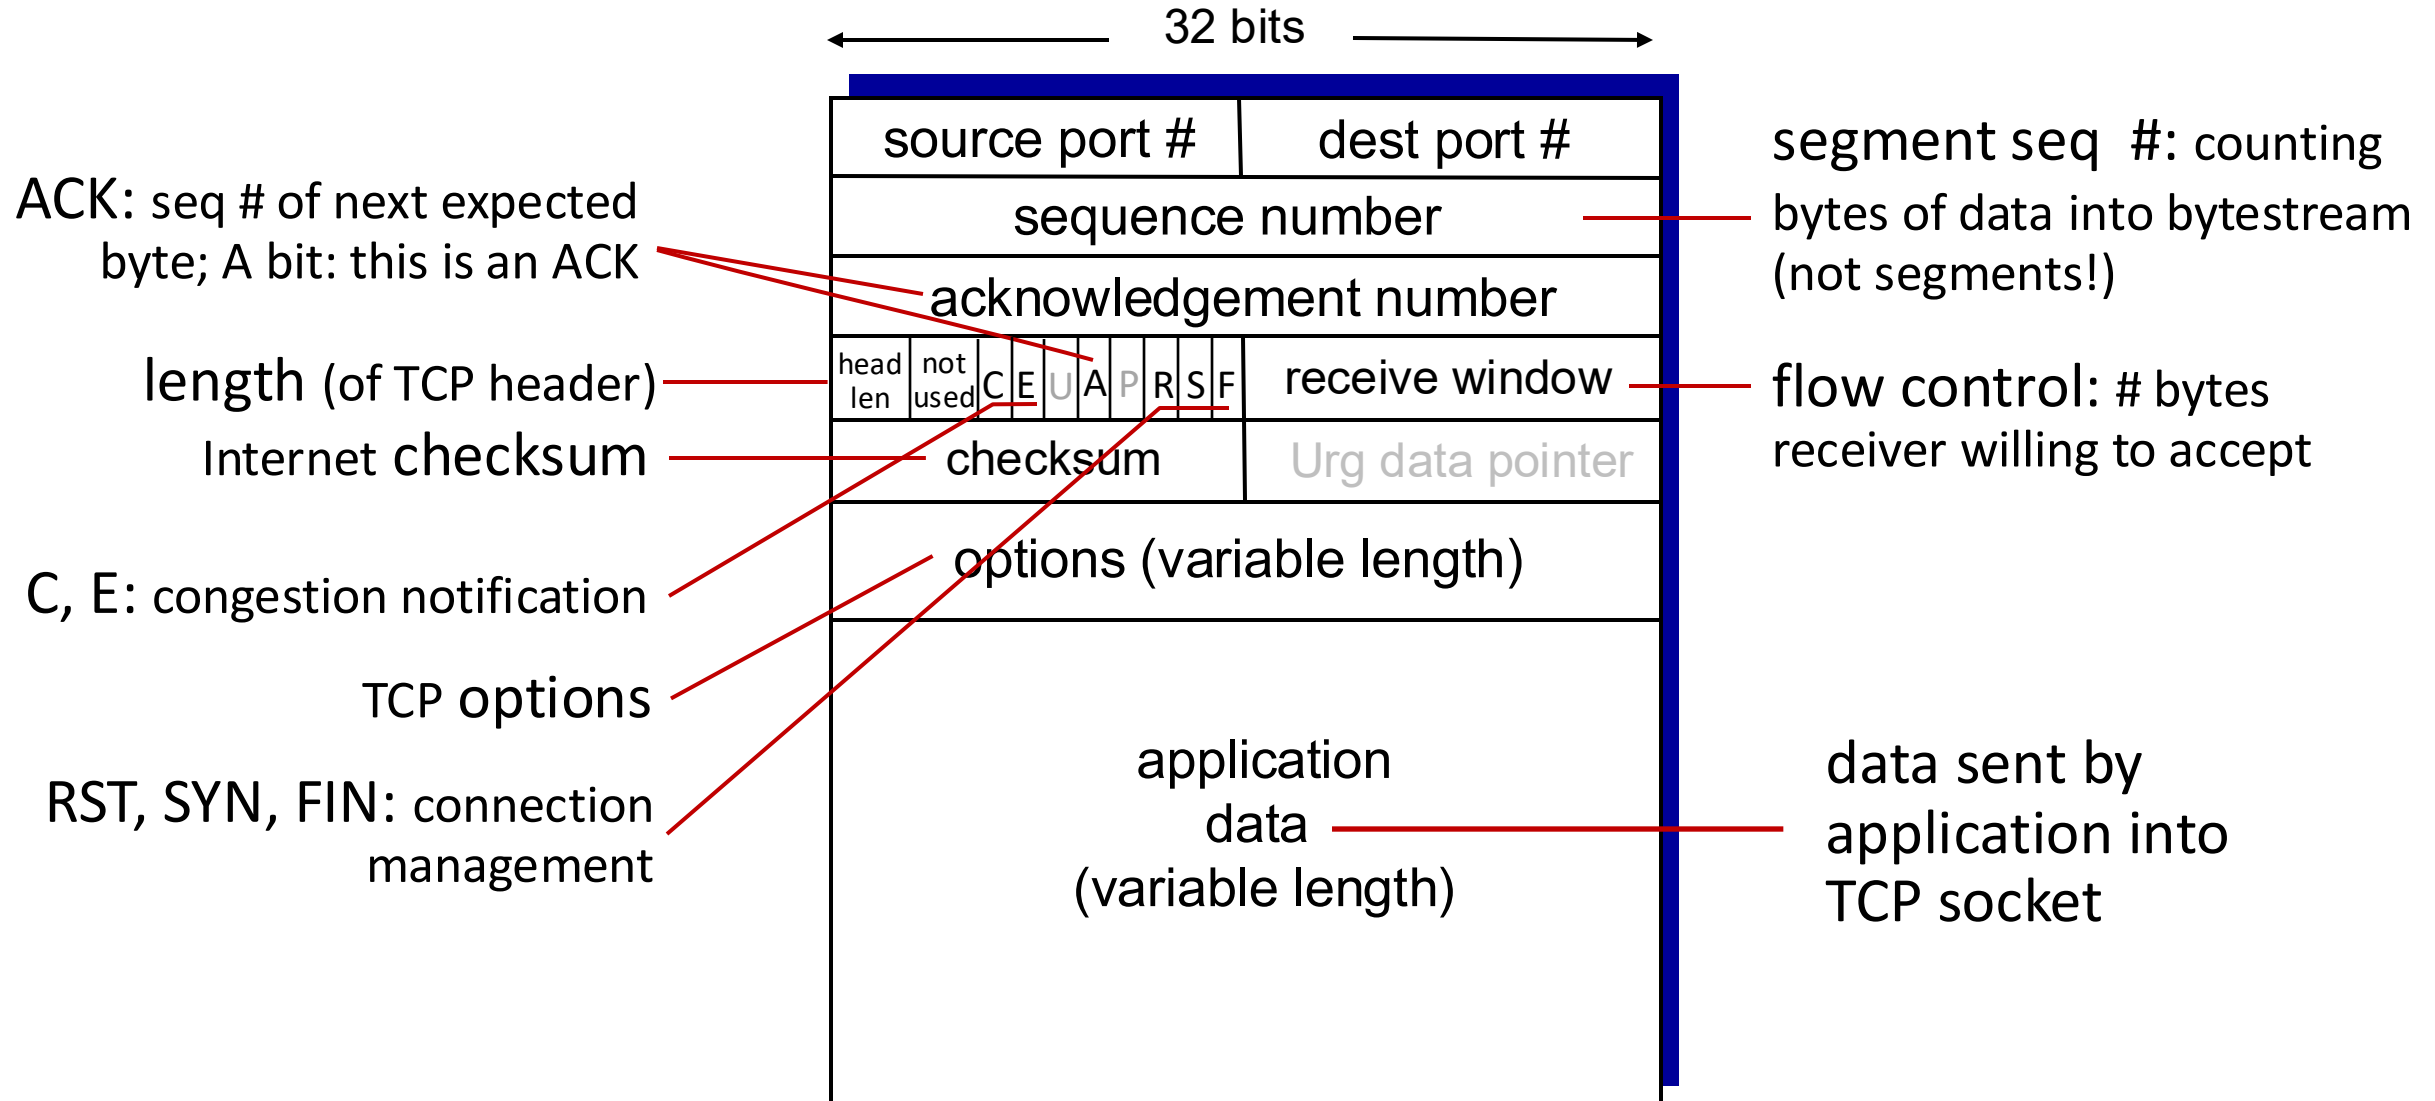 32 bits
source port #
dest port #
sequence number
acknowledgement number
head
len
not
used
C
E
U
A
P
R
S
F
receive window
checksum
Urg data pointer
options (variable length)
application
data
(variable length)
ACK: seq # of next expected
byte; A bit: this is an ACK
length (of TCP header)
Internet checksum
C, E: congestion notification
TCP options
RST, SYN, FIN: connection
management
segment seq #: counting
bytes of data into bytestream
(not segments!)
flow control: # bytes
receiver willing to accept
data sent by
application into
TCP socket